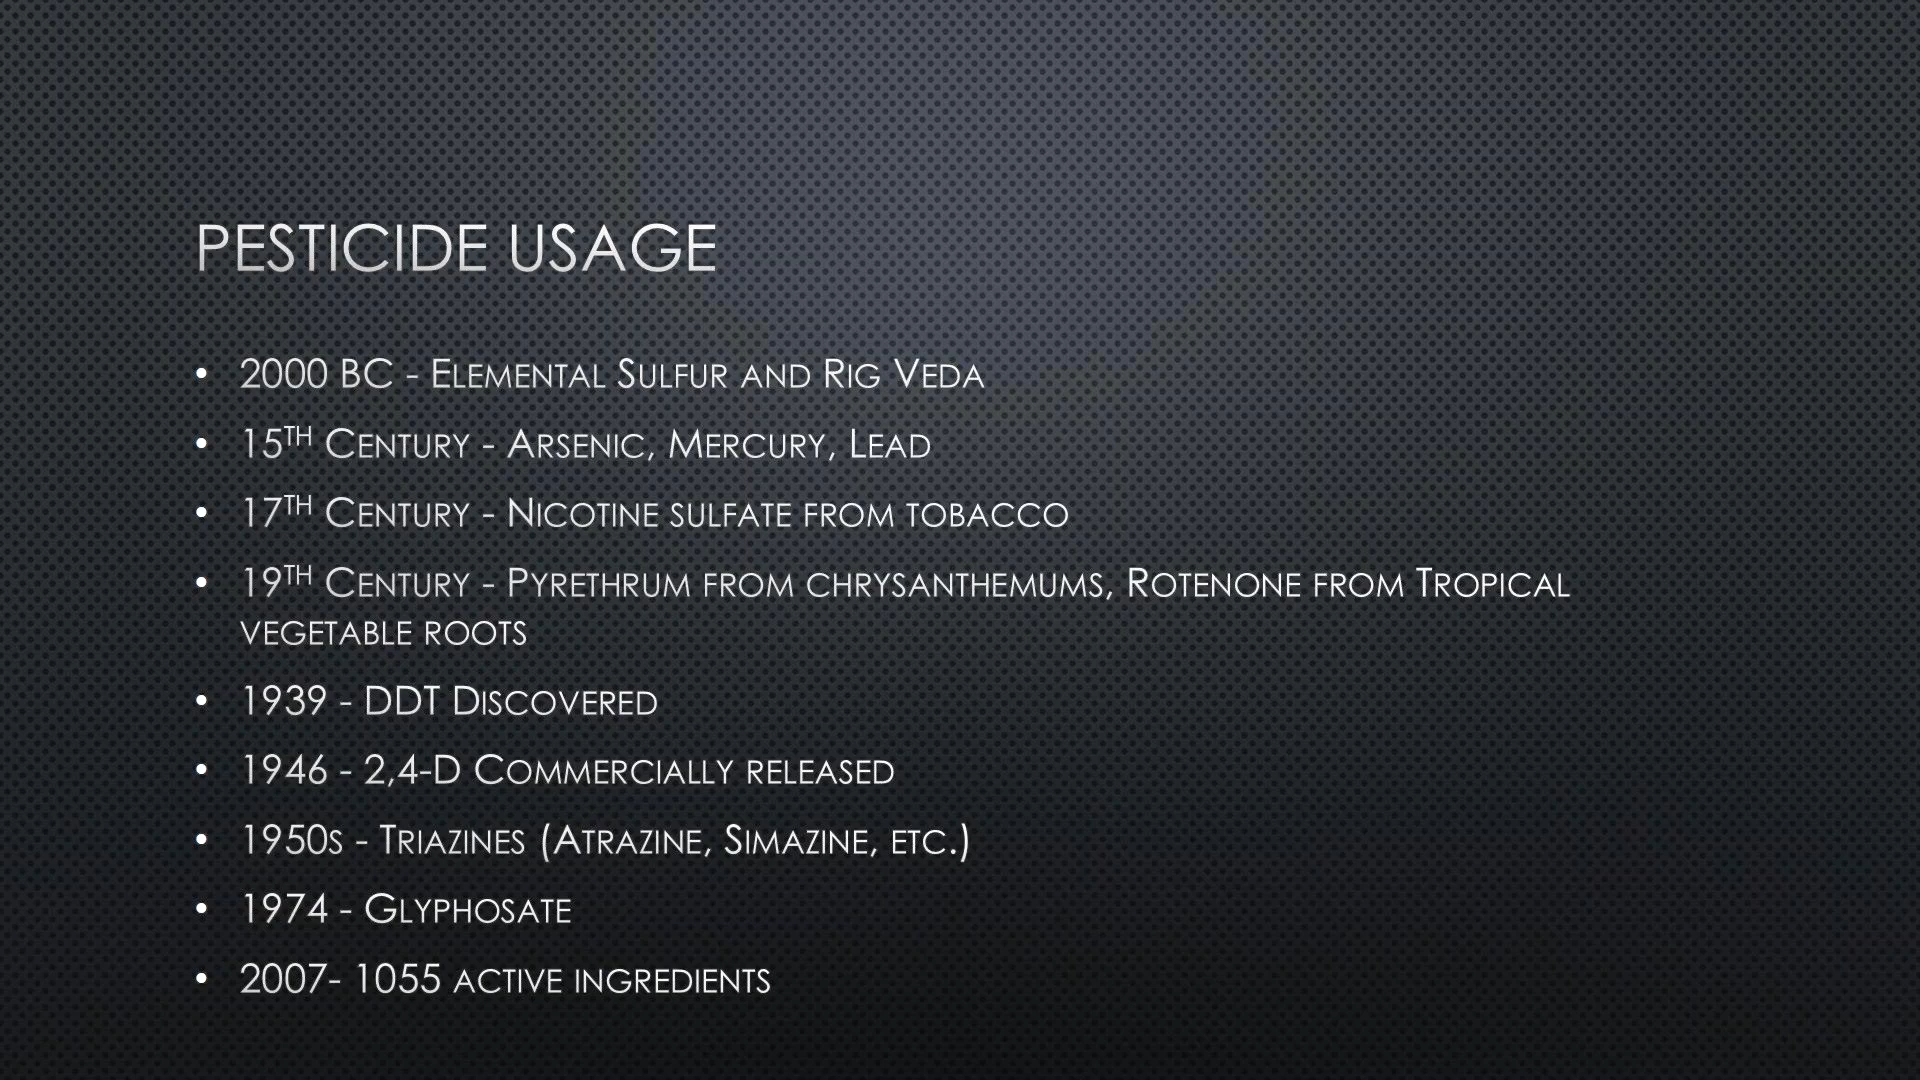 PESTICIDE USAGE
• 2000 BC - Elemental Sulfur and Rig Veda
• 15th Century - Arsenic, Mercury, Lead
• 17th Century - Nicotine sulfate from tobacco
• 19th Century - Pyrethrum from chrysanthemums, Rotenone from Tropical
vegetable roots
• 1939 - DDT Discovered
• 1946 - 2,4-D Commercially released
• 1950s - Triazines (Atrazine, Simazine, etc.)
• 1974 - Glyphosate
• 2007- 1055 active ingredients